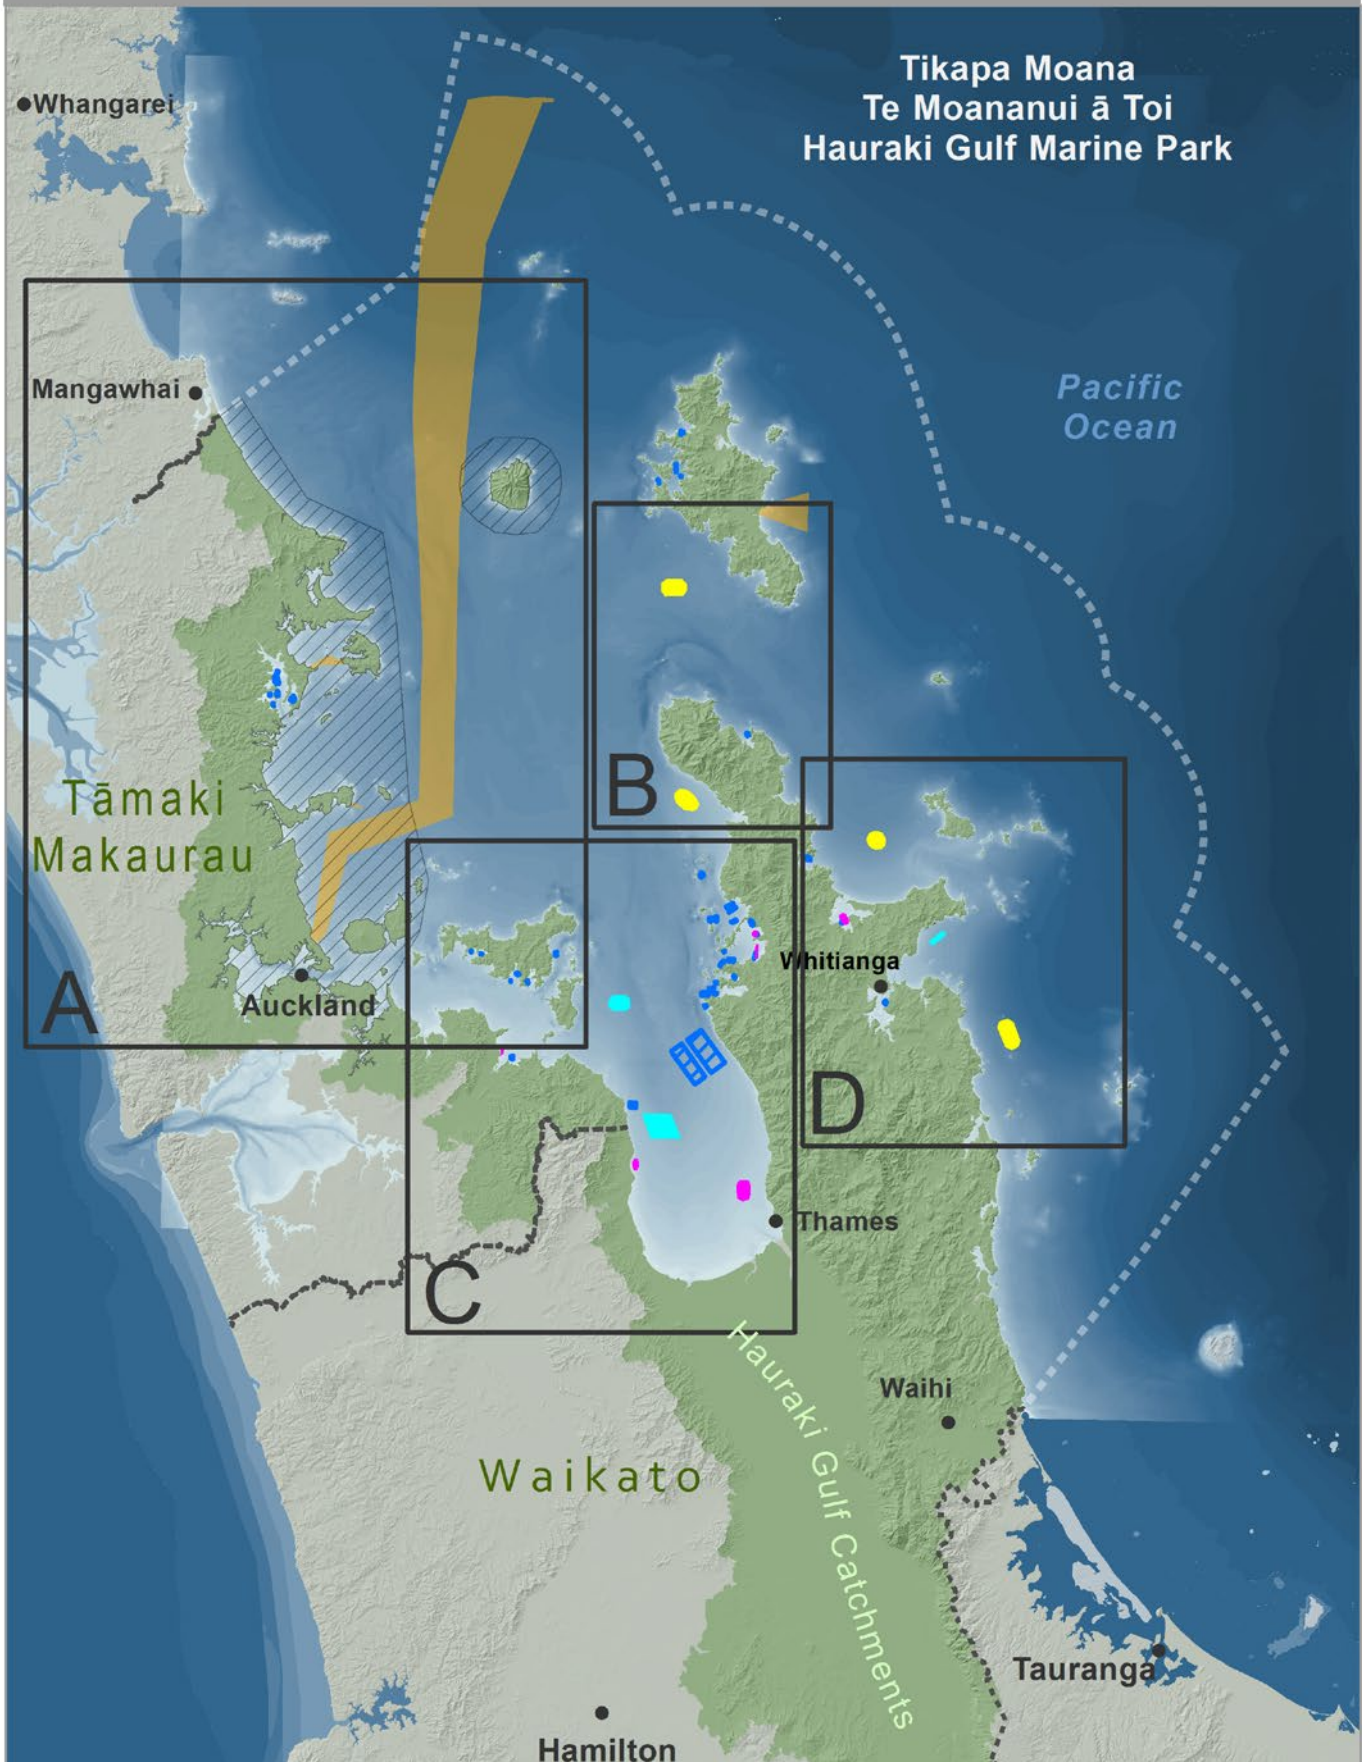 Tikapa Moana
Te Moananui ā Toi
Hauraki Gulf Marine Park
Whangarei
Pacific
Ocean
Mangawhai
B
Tāmaki
Makaurau
Whitianga
A
Auckland
D
Thames
C
Hauraki Gulf Catchments
Waihi
Waikato
Tauranga
Hamilton